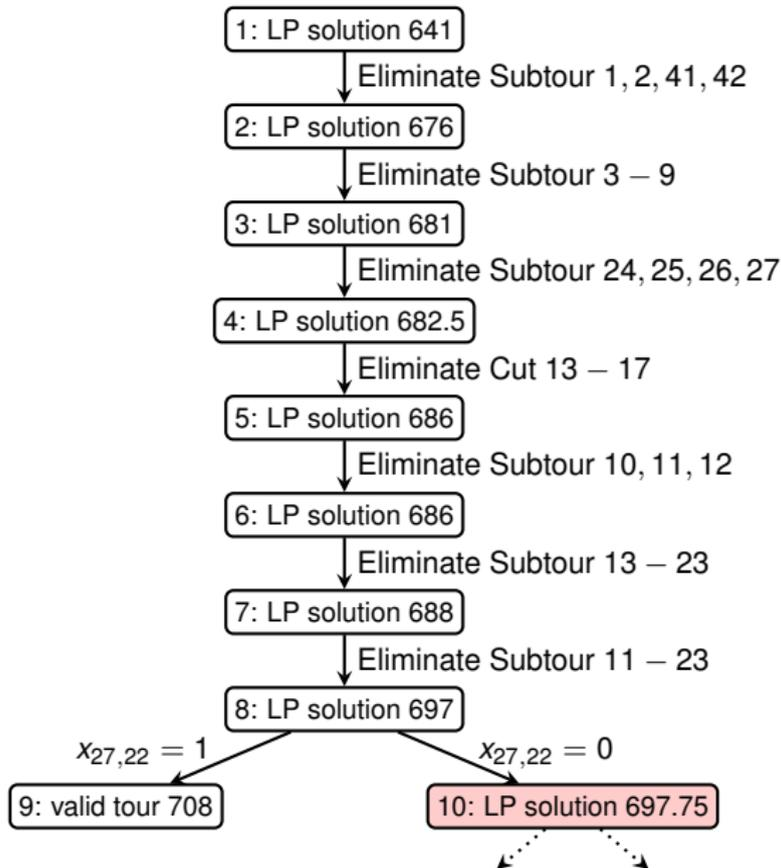 1: LP solution 641
Eliminate Subtour 1, 2, 41, 42
2: LP solution 676
Eliminate Subtour 3 − 9
3: LP solution 681
Eliminate Subtour 24, 25, 26, 27
4: LP solution 682.5
Eliminate Cut 13 − 17
5: LP solution 686
Eliminate Subtour 10, 11, 12
6: LP solution 686
Eliminate Subtour 13 − 23
7: LP solution 688
Eliminate Subtour 11 − 23
8: LP solution 697
x27,22 = 1
x27,22 = 0
9: valid tour 708
10: LP solution 697.75